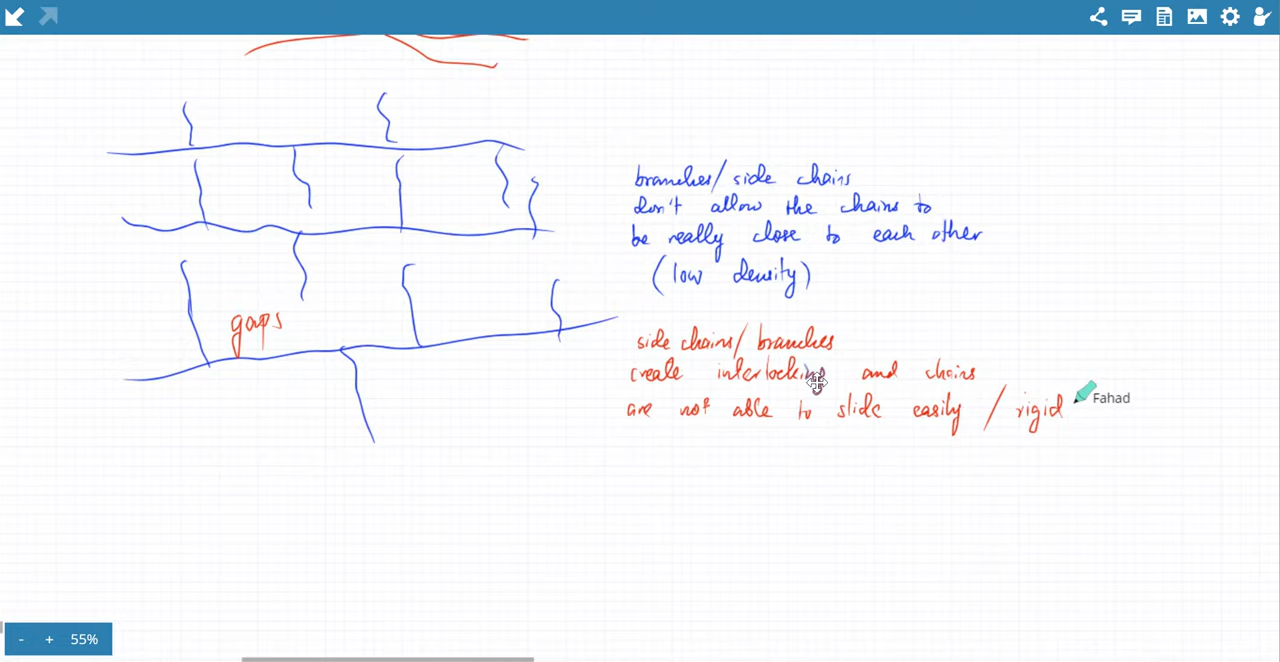 branches/ side chains
don't allow the chains to
be really close to each other
(low density)
gaps
side chains/ branches
create interlocking and chains
are not able to slide easily / rigid
Fahad
- + 55%